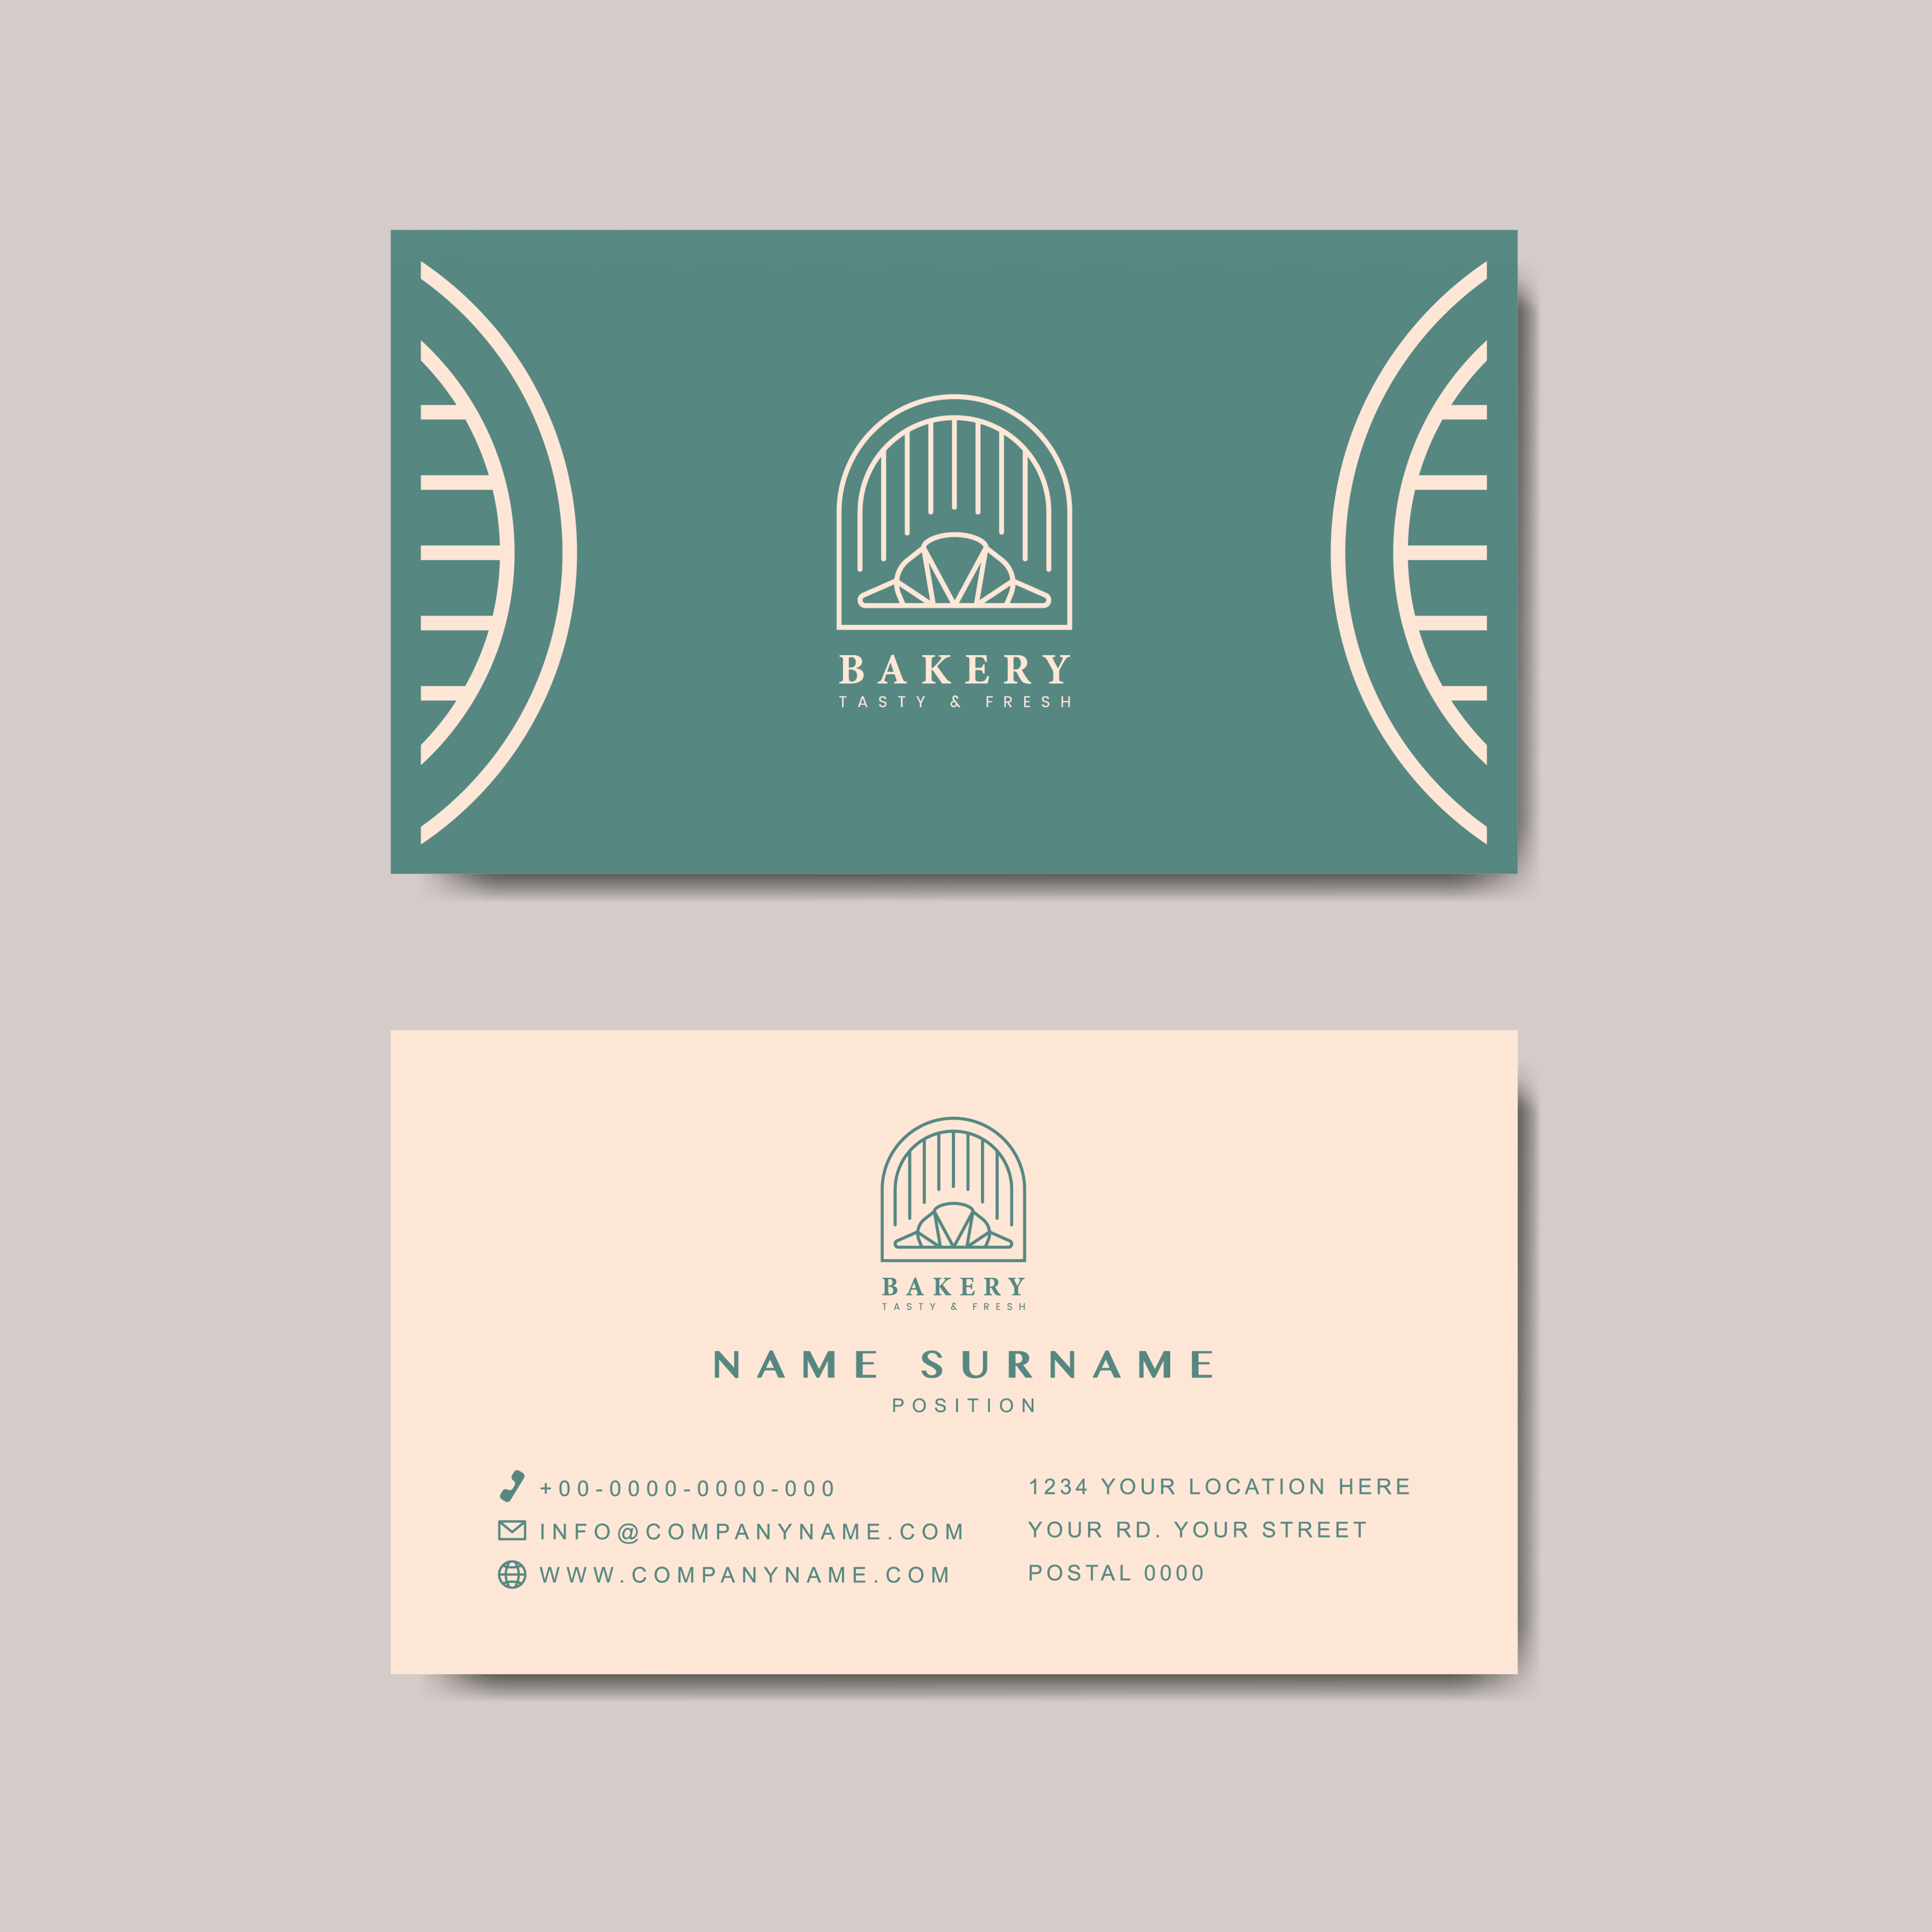 BAKERY
TASTY & FRESH
BAKERY
TASTY & FRESH
NAME SURNAME
POSITION
+00-0000-0000-000
INFO@COMPANYNAME.COM
WWW.COMPANYNAME.COM
1234 YOUR LOCATION HERE
YOUR RD. YOUR STREET
POSTAL 0000